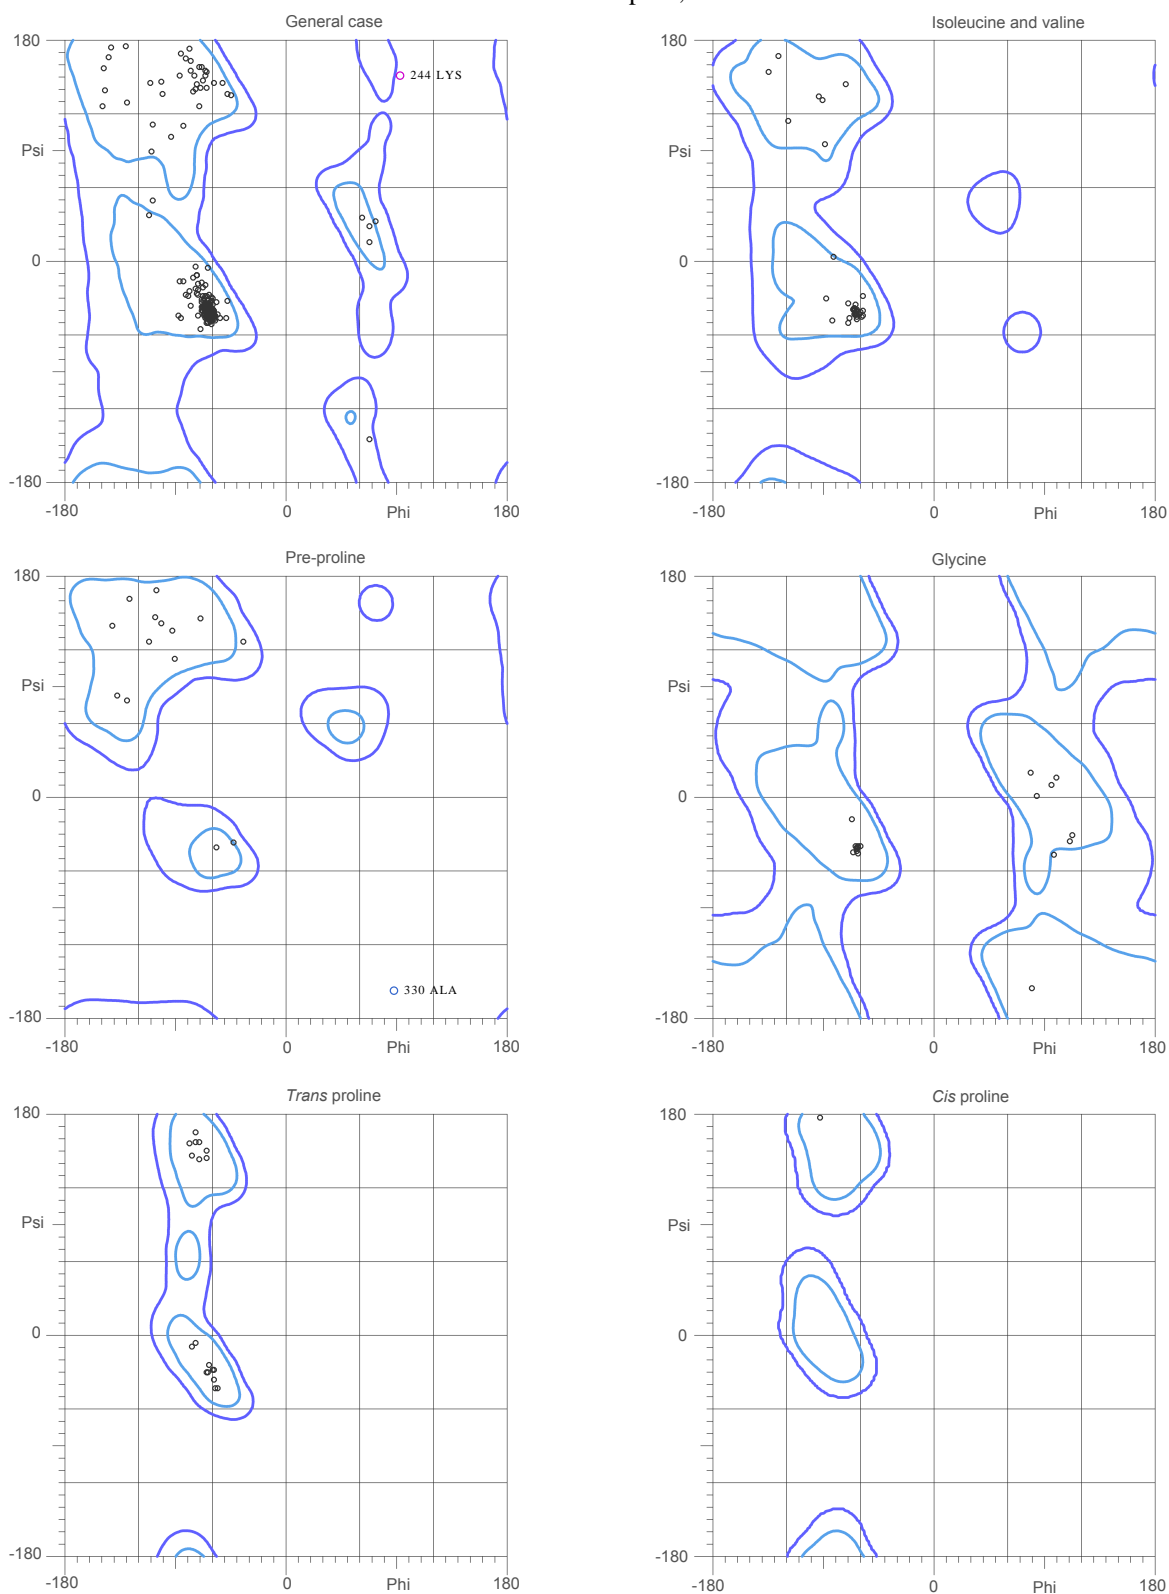 General case
180
244 LYS
Psi
0
-180
-180
0
Phi
180
Isoleucine and valine
180
Psi
0
-180
-180
0
Phi
180
Pre-proline
180
Psi
0
330 ALA
-180
-180
0
Phi
180
Glycine
180
Psi
0
-180
-180
0
Phi
180
Trans proline
180
Psi
0
-180
-180
0
Phi
180
Cis proline
180
Psi
0
-180
-180
0
Phi
180